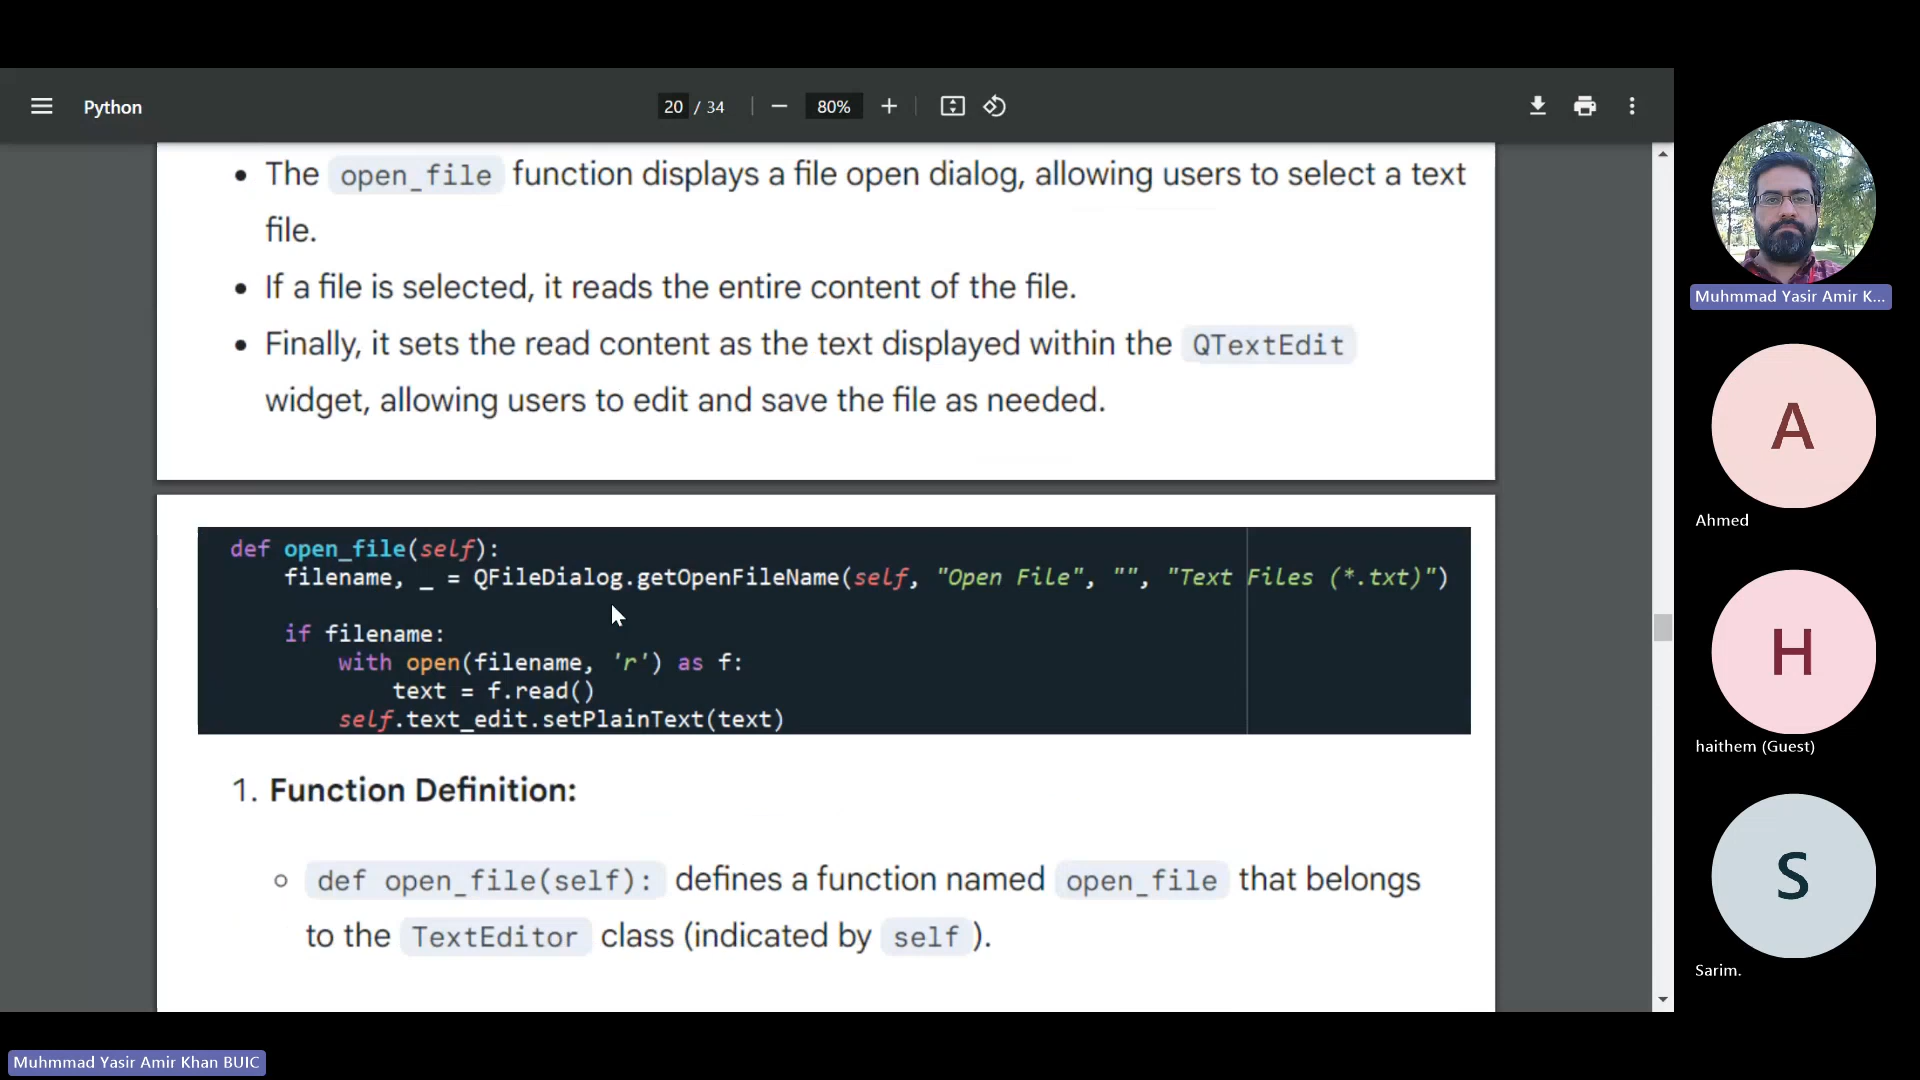 Python
20 / 34
80%
• The open_file function displays a file open dialog, allowing users to select a text
file.
• If a file is selected, it reads the entire content of the file.
• Finally, it sets the read content as the text displayed within the QTextEdit
widget, allowing users to edit and save the file as needed.
def open_file(self):
filename, _ = QFileDialog.getOpenFileName(self, "Open File", "", "Text Files (*.txt)")
if filename:
with open(filename, 'r') as f:
text = f.read()
self.text_edit.setPlainText(text)
1. Function Definition:
○ def open_file(self): defines a function named open_file that belongs
to the TextEditor class (indicated by self ).
Muhmmad Yasir Amir K...
A
Ahmed
H
haithem (Guest)
S
Sarim.
Muhmmad Yasir Amir Khan BUIC